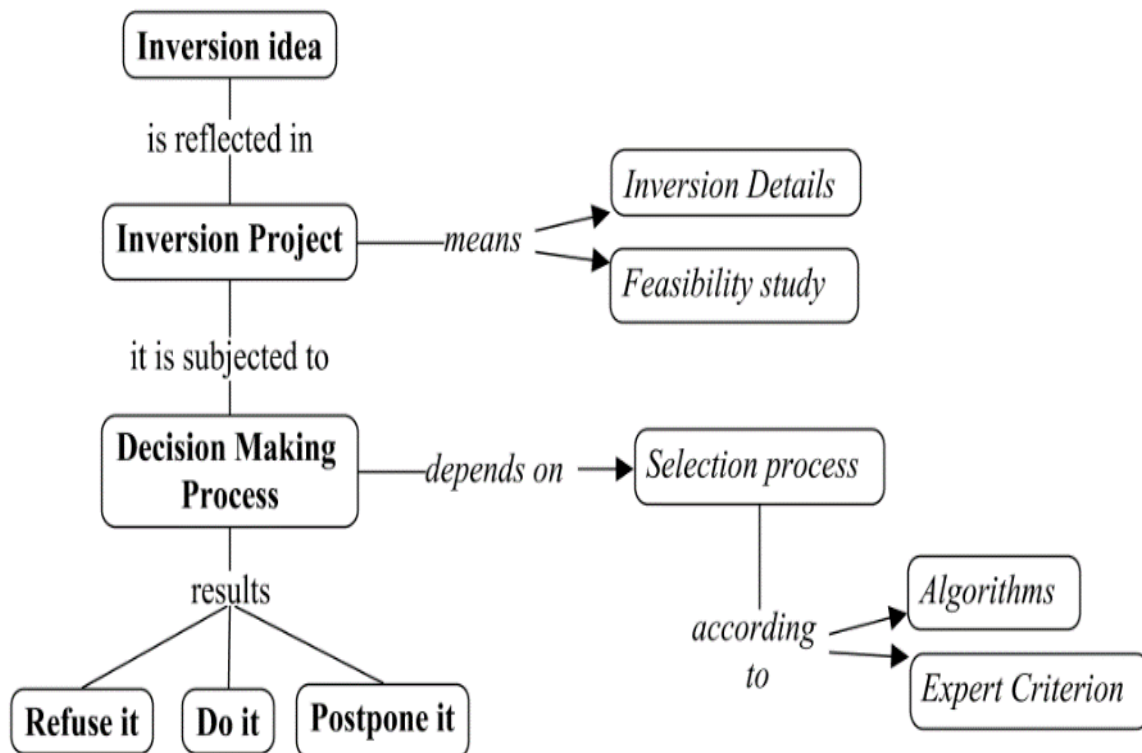 Inversion idea
is reflected in
Inversion Details
Inversion Project
means
Feasibility study
it is subjected to
Decision Making
Process
depends on
Selection process
results
Algorithms
according
to
Expert Criterion
Refuse it
Do it
Postpone it